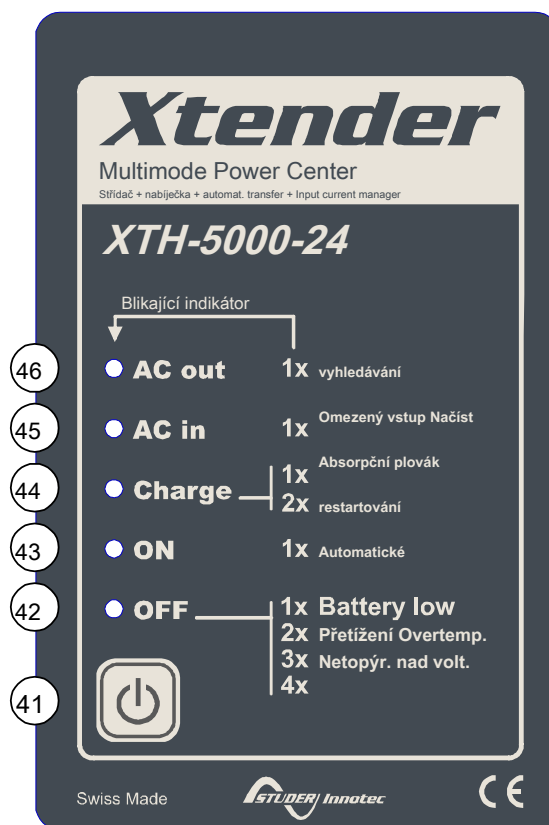 Xtender
Multimode Power Center
Střídač + nabíječka + automat. transfer + Input current manager
XTH-5000-24
Blikající indikátor
46 AC out 1x vyhledávání
45 AC in 1x Omezený vstup Načíst
44 Charge 1x Absorpční plovák
2x restartování
43 ON 1x Automatické
42 OFF 1x Battery low
2x Přetížení Overtemp.
3x Netopýr. nad volt.
4x
41
Swiss Made STUDER Innotec CE